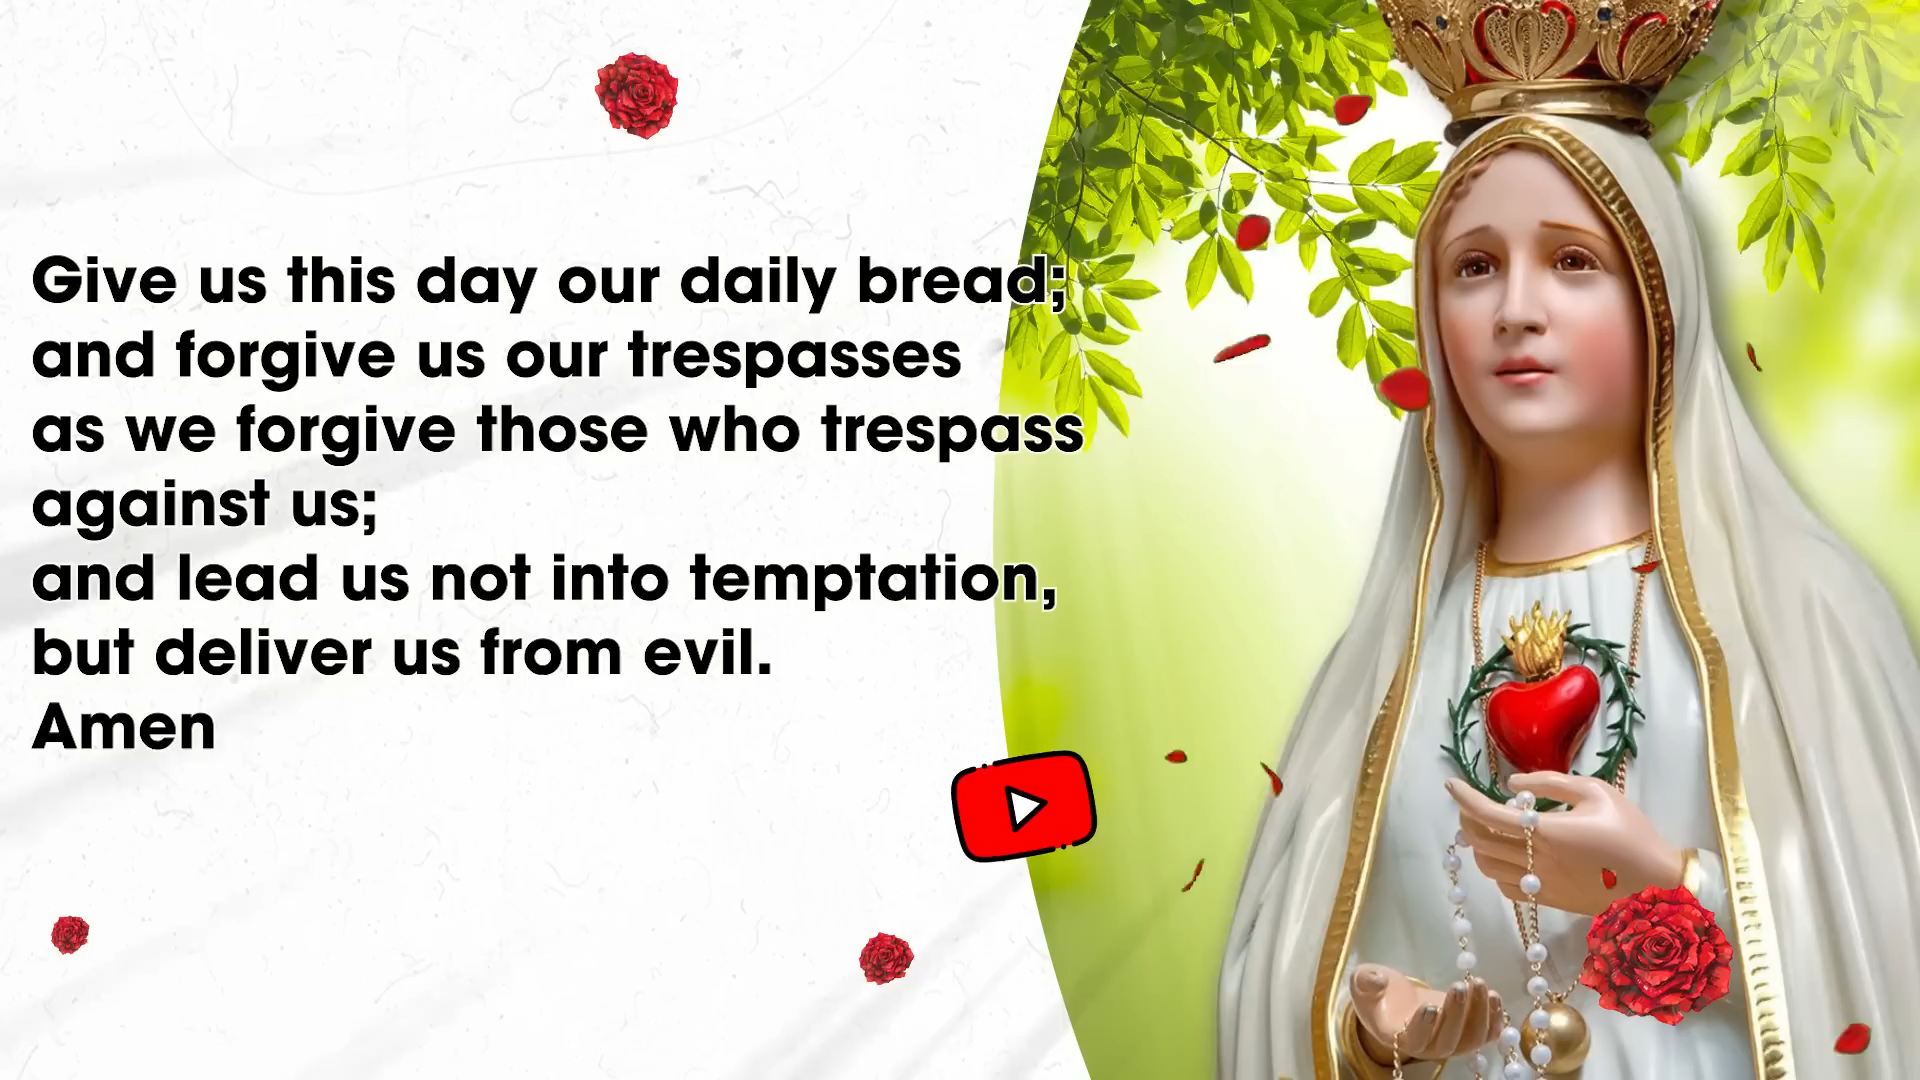 Give us this day our daily bread;
and forgive us our trespasses
as we forgive those who trespass
against us;
and lead us not into temptation,
but deliver us from evil.
Amen